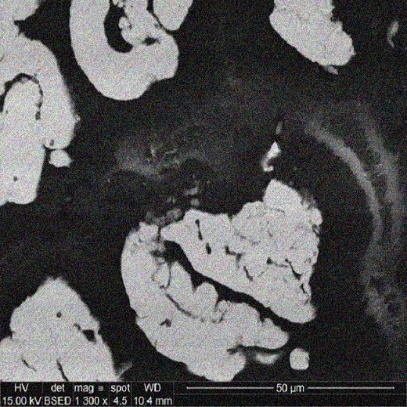 HV det mag ≡ spot WD 50 µm
15.00 kV BSED 1 300 x 4.5 10.4 mm